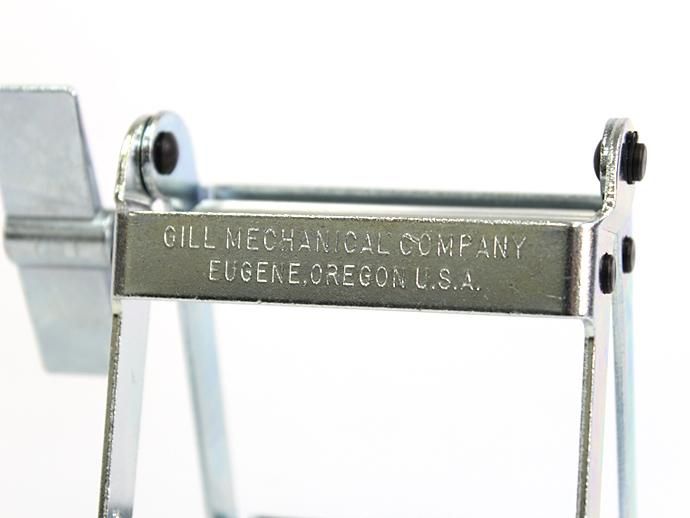 GILL MECHANICAL COMPANY
EUGENE, OREGON U.S.A.